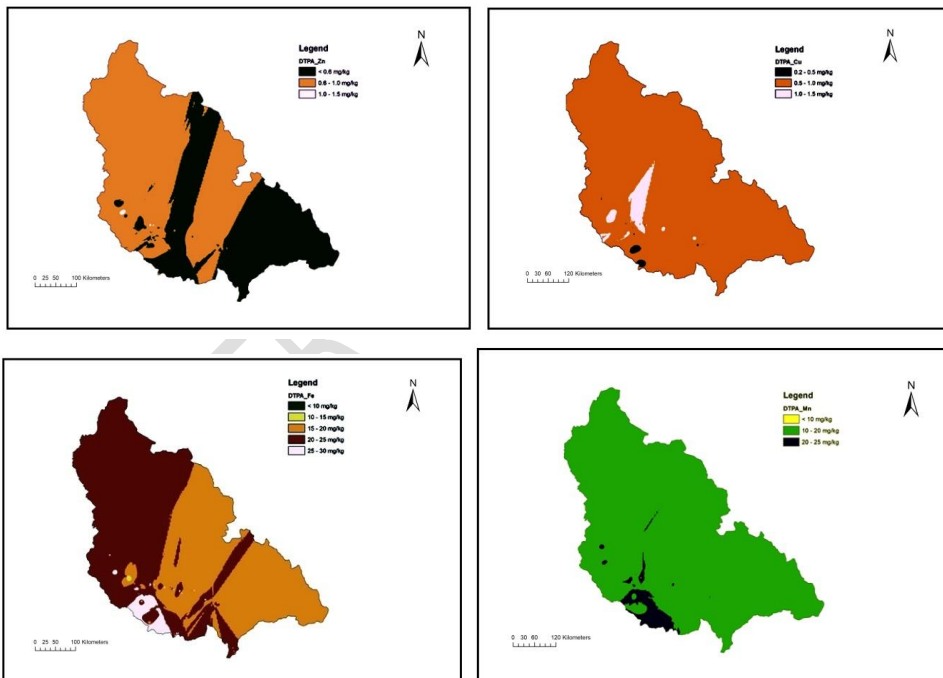 N
Legend
DTPA_Zn
< 0.6 mg/kg
0.6 - 1.0 mg/kg
1.0 - 1.5 mg/kg
0 25 50 100 Kilometers
N
Legend
DTPA_Cu
0.2 - 0.5 mg/kg
0.5 - 1.0 mg/kg
1.0 - 1.5 mg/kg
0 30 60 120 Kilometers
N
Legend
DTPA_Fe
< 10 mg/kg
10 - 15 mg/kg
15 - 20 mg/kg
20 - 25 mg/kg
25 - 30 mg/kg
0 25 50 100 Kilometers
N
Legend
DTPA_Mn
< 10 mg/kg
10 - 20 mg/kg
20 - 25 mg/kg
0 30 60 120 Kilometers